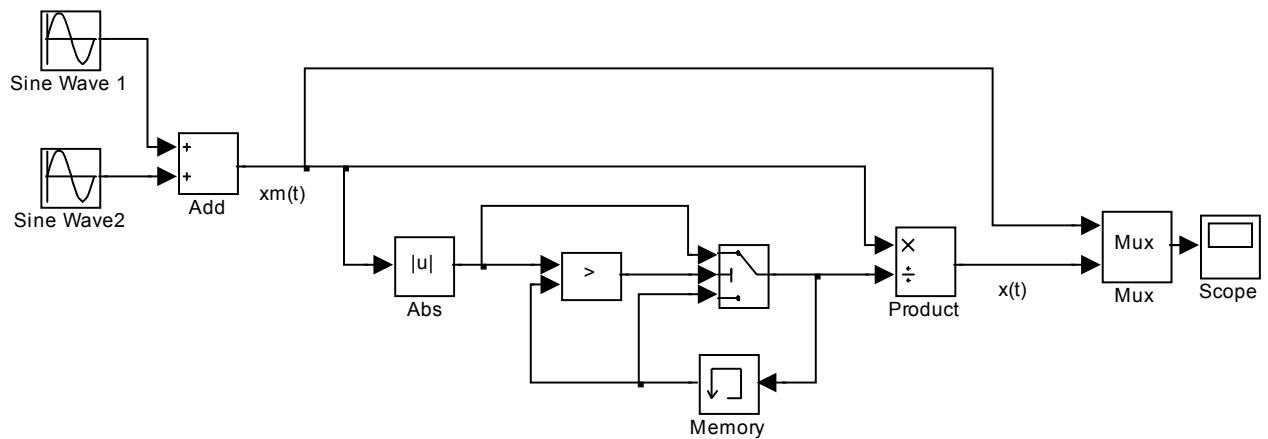 Sine Wave 1
Sine Wave2
+
+
Add
xm(t)
|u|
Abs
>
Memory
×
÷
Product
x(t)
Mux
Mux
Scope